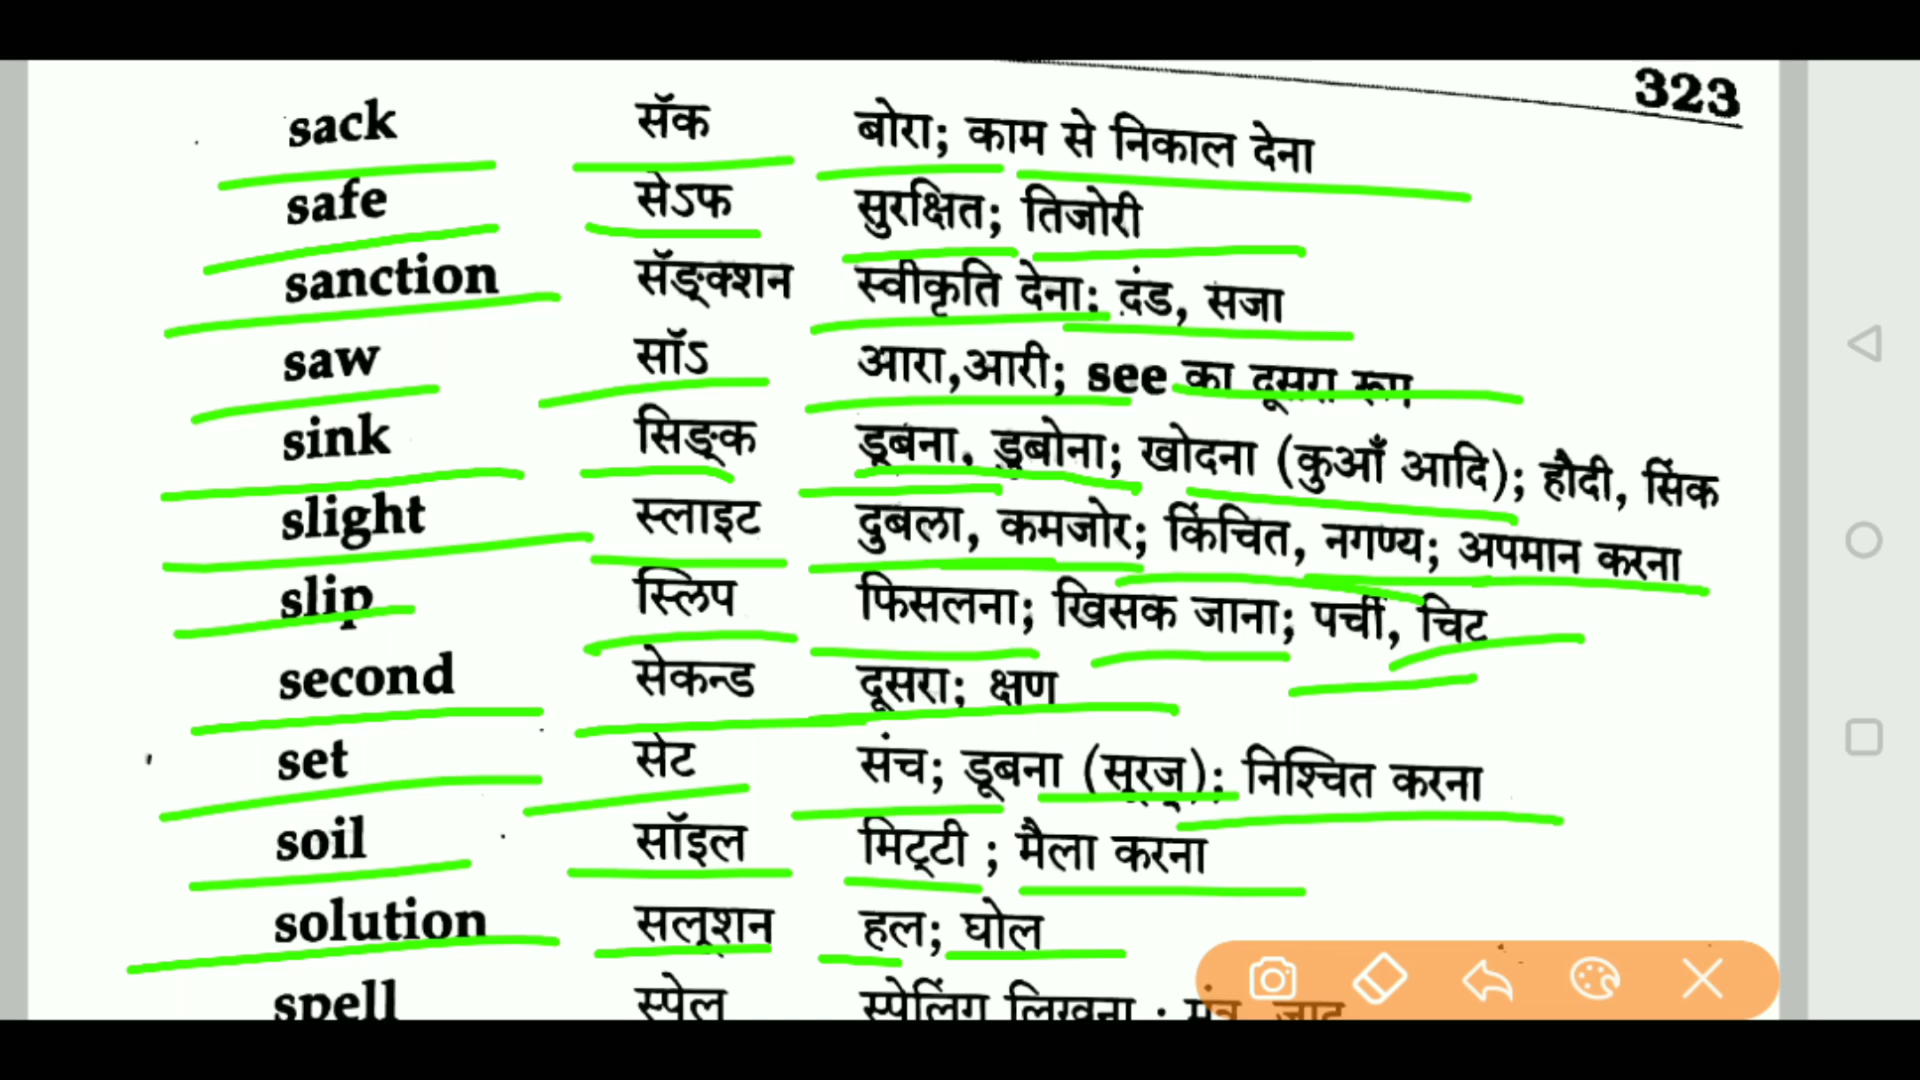 323
sack सॅक बोरा; काम से निकाल देना
safe सेऽफ सुरक्षित; तिजोरी
sanction सॅङ्क्शन स्वीकृति देना; दंड, सजा
saw सॉऽ आरा,आरी; see का दूसरा रूप
sink सिङ्क डूबना, डुबोना; खोदना (कुआँ आदि); हौदी, सिंक
slight स्लाइट दुबला, कमजोर; किंचित, नगण्य; अपमान करना
slip स्लिप फिसलना; खिसक जाना; पर्ची, चिट
second सेकन्ड दूसरा; क्षण
set सेट संच; डूबना (सूरज); निश्चित करना
soil सॉइल मिट्टी ; मैला करना
solution सलूशन हल; घोल
spell स्पेल स्पेलिंग लिखना ; मंत्र, जादू